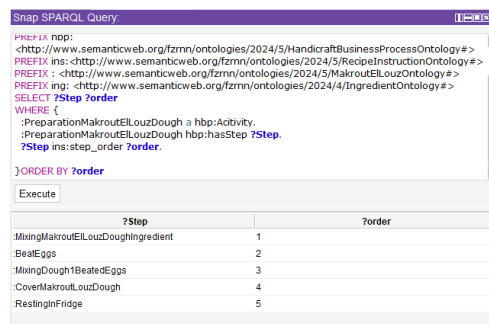 Snap SPARQL Query:
PREFIX hbp:
<http://www.semanticweb.org/fzrnn/ontologies/2024/5/HandicraftBusinessProcessOntology#>
PREFIX ins:<http://www.semanticweb.org/fzrnn/ontologies/2024/5/RecipeInstructionOntology#>
PREFIX : <http://www.semanticweb.org/fzrnn/ontologies/2024/5/MakroutElLouzOntology#>
PREFIX ing: <http://www.semanticweb.org/fzrnn/ontologies/2024/4/IngredientOntology#>
SELECT ?Step ?order
WHERE {
:PreparationMakroutElLouzDough a hbp:Acitivity.
:PreparationMakroutElLouzDough hbp:hasStep ?Step.
?Step ins:step_order ?order.
}ORDER BY ?order
Execute
?Step ?order
:MixingMakroutElLouzDoughIngredient 1
:BeatEggs 2
:MixingDough1BeatedEggs 3
:CoverMakroutLouzDough 4
:RestingInFridge 5